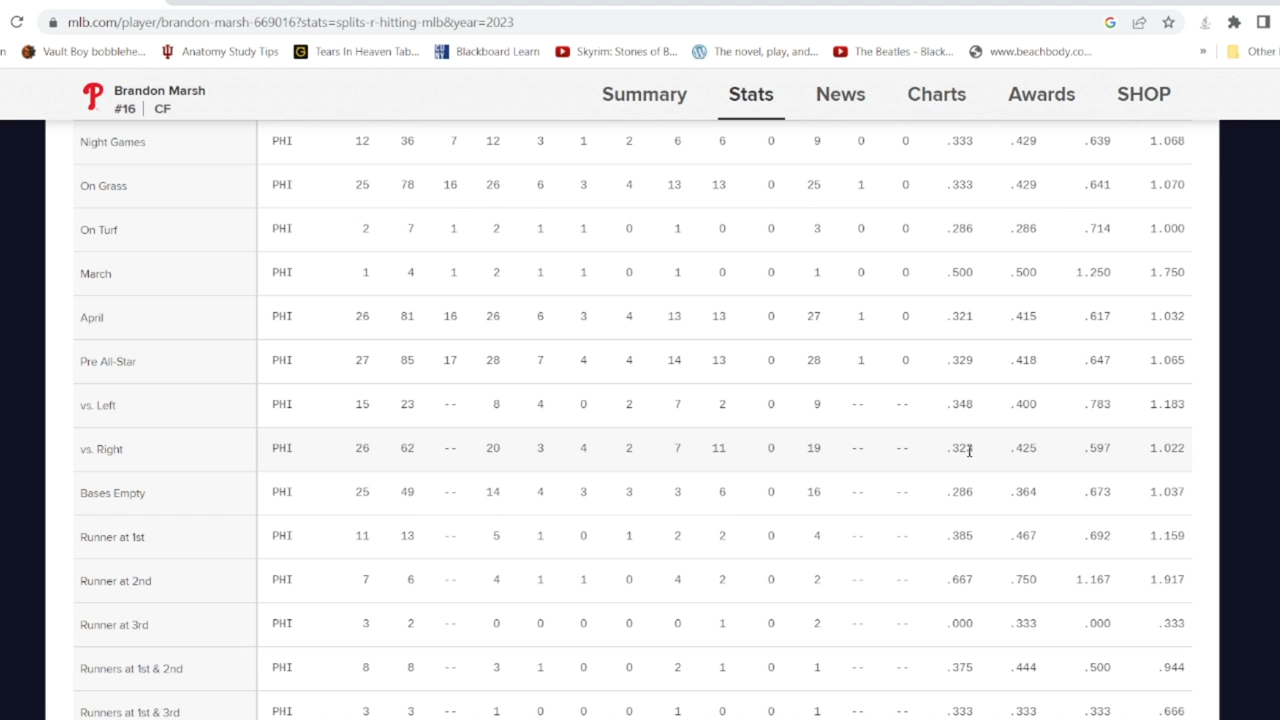 mlb.com/player/brandon-marsh-669016?stats=splits-r-hitting-mlb&year=2023
n Vault Boy bobblehe... Anatomy Study Tips Tears In Heaven Tab... Blackboard Learn Skyrim: Stones of B... The novel, play, and... The Beatles - Black... www.beachbody.co... » Other
Brandon Marsh
#16 | CF
Summary Stats News Charts Awards SHOP
Night Games PHI 12 36 7 12 3 1 2 6 6 0 9 0 0 .333 .429 .639 1.068
On Grass PHI 25 78 16 26 6 3 4 13 13 0 25 1 0 .333 .429 .641 1.070
On Turf PHI 2 7 1 2 1 1 0 1 0 0 3 0 0 .286 .286 .714 1.000
March PHI 1 4 1 2 1 1 0 1 0 0 1 0 0 .500 .500 1.250 1.750
April PHI 26 81 16 26 6 3 4 13 13 0 27 1 0 .321 .415 .617 1.032
Pre All-Star PHI 27 85 17 28 7 4 4 14 13 0 28 1 0 .329 .418 .647 1.065
vs. Left PHI 15 23 -- 8 4 0 2 7 2 0 9 -- -- .348 .400 .783 1.183
vs. Right PHI 26 62 -- 20 3 4 2 7 11 0 19 -- -- .323 .425 .597 1.022
Bases Empty PHI 25 49 -- 14 4 3 3 3 6 0 16 -- -- .286 .364 .673 1.037
Runner at 1st PHI 11 13 -- 5 1 0 1 2 2 0 4 -- -- .385 .467 .692 1.159
Runner at 2nd PHI 7 6 -- 4 1 1 0 4 2 0 2 -- -- .667 .750 1.167 1.917
Runner at 3rd PHI 3 2 -- 0 0 0 0 0 1 0 2 -- -- .000 .333 .000 .333
Runners at 1st & 2nd PHI 8 8 -- 3 1 0 0 2 1 0 1 -- -- .375 .444 .500 .944
Runners at 1st & 3rd PHI 3 3 -- 1 0 0 0 1 0 0 1 -- -- .333 .333 .333 .666